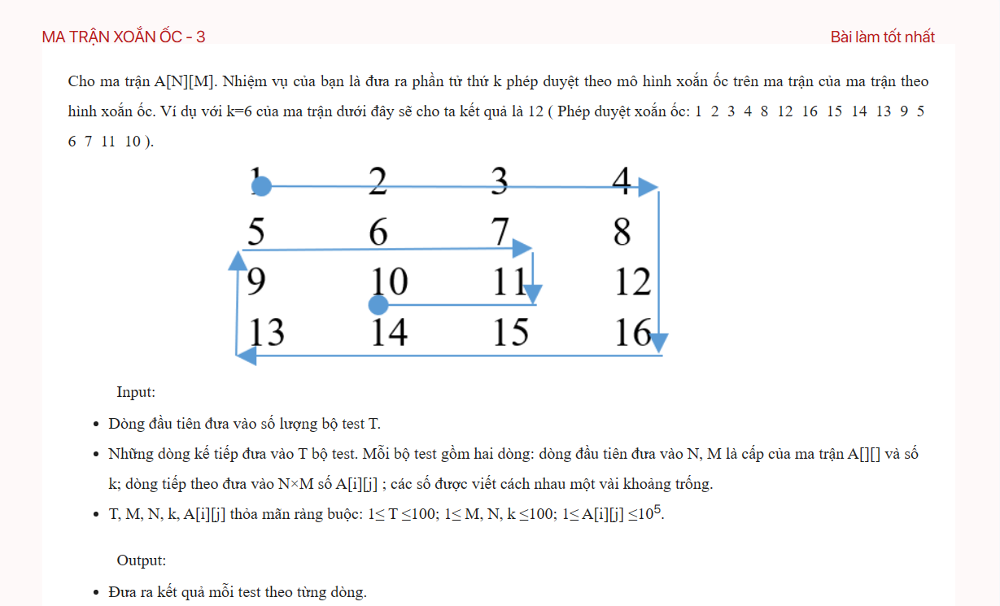 MA TRẬN XOẮN ỐC - 3
Bài làm tốt nhất
Cho ma trận A[N][M]. Nhiệm vụ của bạn là đưa ra phần tử thứ k phép duyệt theo mô hình xoắn ốc trên ma trận của ma trận theo
hình xoắn ốc. Ví dụ với k=6 của ma trận dưới đây sẽ cho ta kết quả là 12 ( Phép duyệt xoắn ốc: 1 2 3 4 8 12 16 15 14 13 9 5
6 7 11 10 ).
1 2 3 4
5 6 7 8
9 10 11 12
13 14 15 16
Input:
• Dòng đầu tiên đưa vào số lượng bộ test T.
• Những dòng kế tiếp đưa vào T bộ test. Mỗi bộ test gồm hai dòng: dòng đầu tiên đưa vào N, M là cấp của ma trận A[][] và số
k; dòng tiếp theo đưa vào N×M số A[i][j] ; các số được viết cách nhau một vài khoảng trống.
• T, M, N, k, A[i][j] thỏa mãn ràng buộc: 1≤ T ≤100; 1≤ M, N, k ≤100; 1≤ A[i][j] ≤10⁵.
Output:
• Đưa ra kết quả mỗi test theo từng dòng.